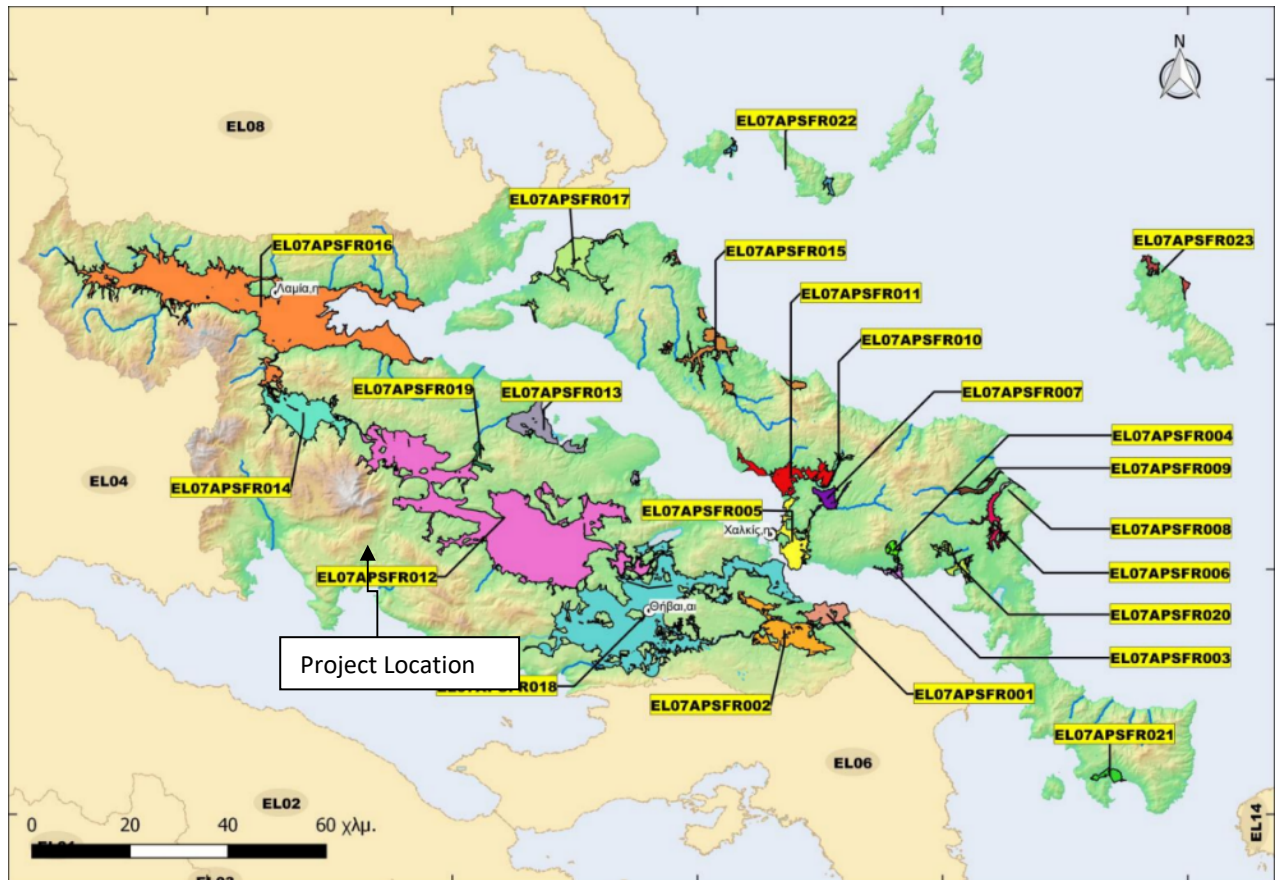 N
EL07APSFR022
EL08
EL07APSFR017
EL07APSFR023
EL07APSFR016
EL07APSFR015
Λαμία,η
EL07APSFR011
EL07APSFR010
EL07APSFR019
EL07APSFR013
EL07APSFR007
EL07APSFR004
EL07APSFR009
EL04
EL07APSFR014
EL07APSFR005
Χαλκίς,η
EL07APSFR008
EL07APSFR012
EL07APSFR006
Θήβαι,αι
EL07APSFR020
Project Location
EL07APSFR003
EL07APSFR018
EL07APSFR001
EL07APSFR002
EL07APSFR021
EL06
EL02
0 20 40 60 χλμ.
EL14